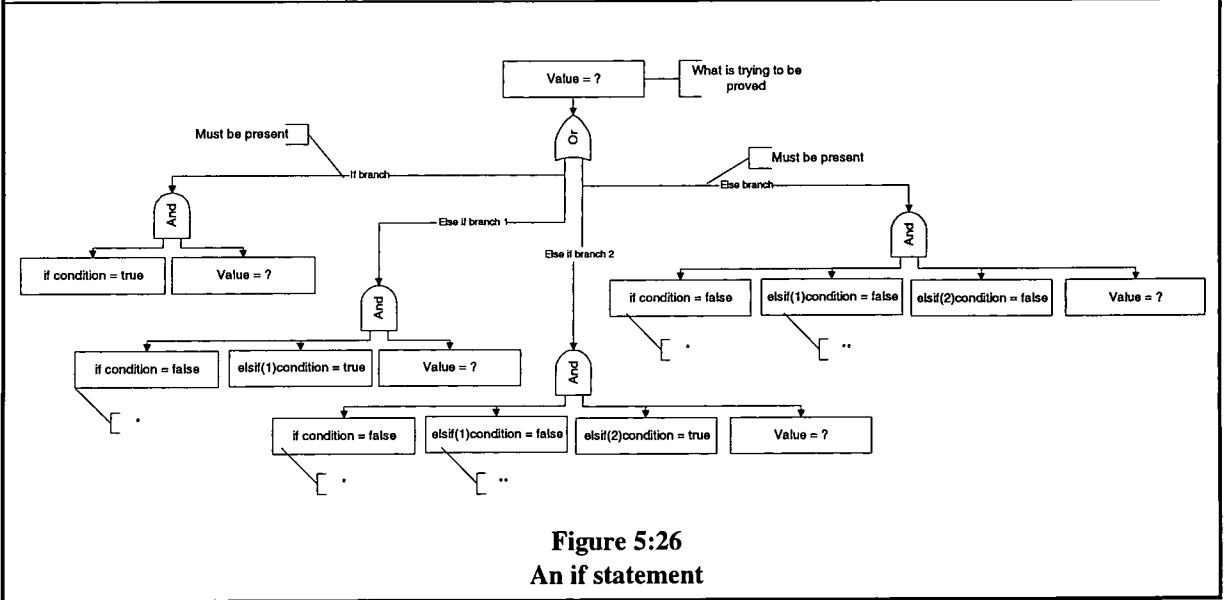 Value = ?
What is trying to be
proved
Or
Must be present
If branch
Must be present
Else branch
And
if condition = true
Value = ?
Else if branch 1
Else if branch 2
And
if condition = false
elsif(1)condition = false
elsif(2)condition = false
Value = ?
*
**
And
if condition = false
elsif(1)condition = true
Value = ?
*
And
if condition = false
elsif(1)condition = false
elsif(2)condition = true
Value = ?
*
**
Figure 5:26
An if statement